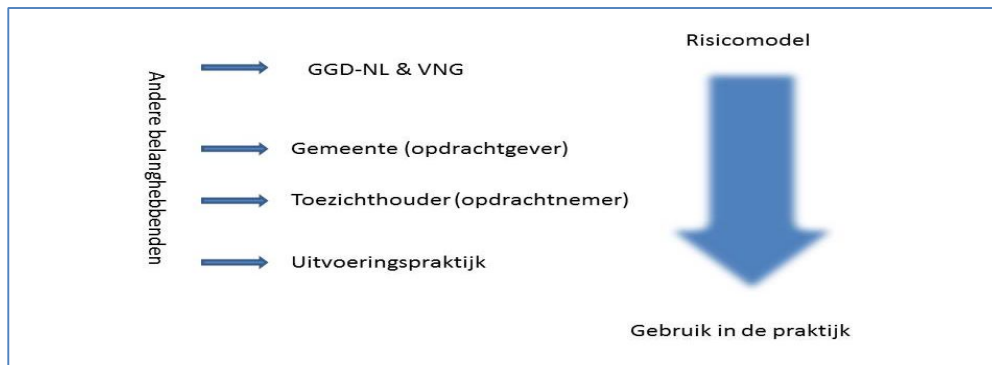 Andere belanghebbenden
GGD-NL & VNG
Gemeente (opdrachtgever)
Toezichthouder (opdrachtnemer)
Uitvoeringspraktijk
Risicomodel
Gebruik in de praktijk